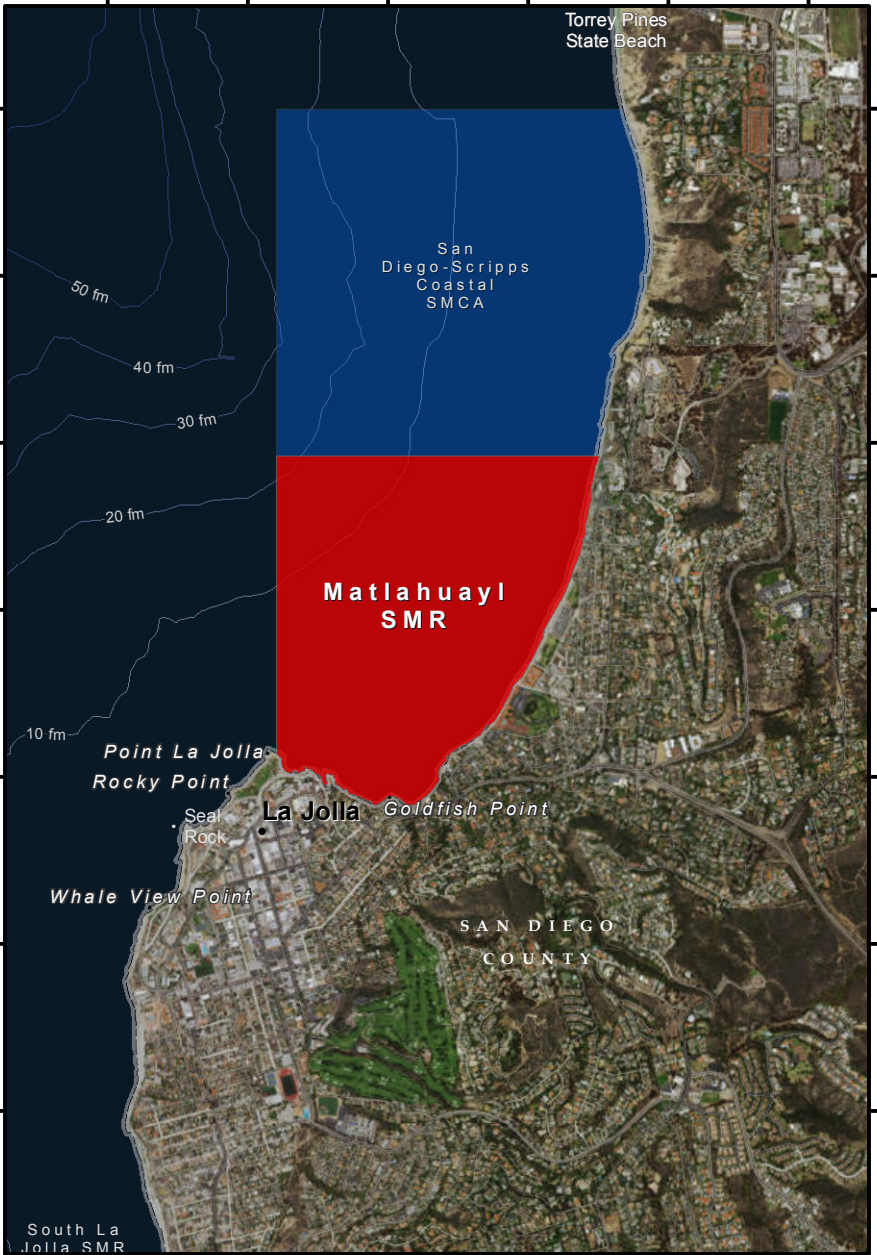 Torrey Pines
State Beach
San
Diego-Scripps
Coastal
SMCA
50 fm
40 fm
30 fm
20 fm
Matlahuayl
SMR
10 fm
Point La Jolla
Rocky Point
Seal
Rock
La Jolla
Goldfish Point
Whale View Point
SAN DIEGO
COUNTY
South La
Jolla SMR